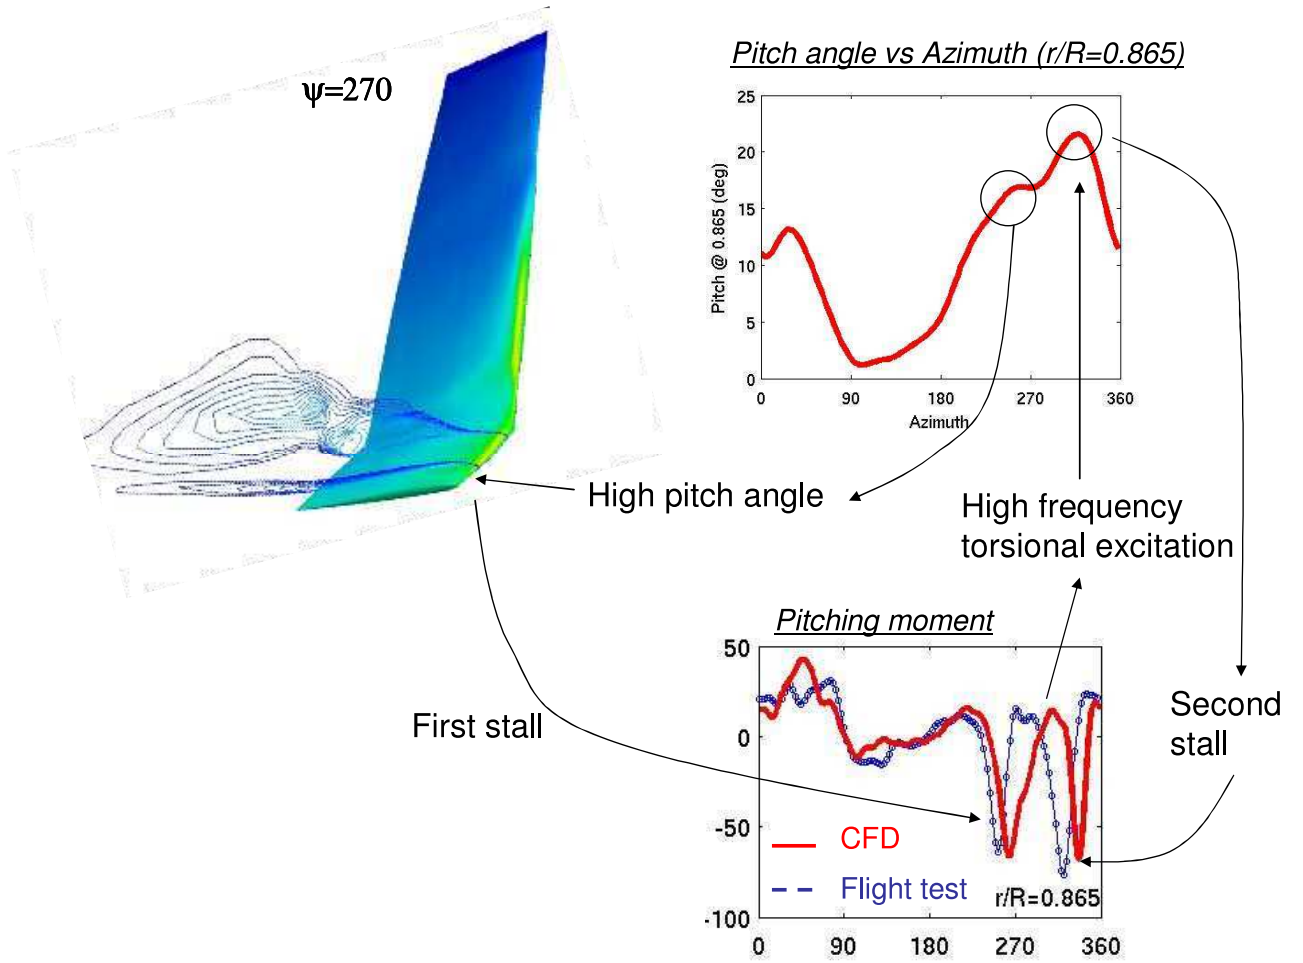 ψ=270
Pitch angle vs Azimuth (r/R=0.865)
25
20
15
10
5
0
Pitch @ 0.865 (deg)
0 90 180 270 360
Azimuth
High pitch angle
High frequency
torsional excitation
First stall
Second
stall
Pitching moment
50
0
-50
-100
CFD
Flight test
r/R=0.865
0 90 180 270 360